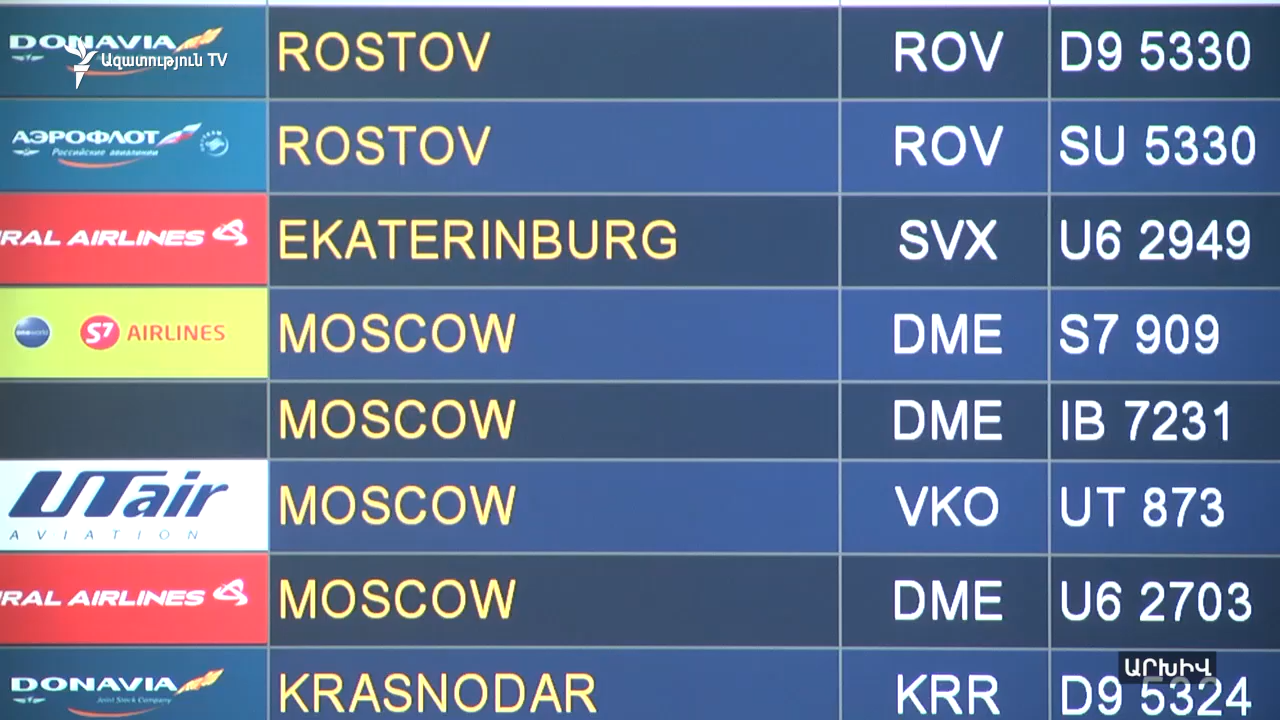 DONAVIA ROSTOV ROV D9 5330
Ազատություն TV
АЭРОФЛОТ ROSTOV ROV SU 5330
Российские авиалинии
RAL AIRLINES EKATERINBURG SVX U6 2949
oneworld S7 AIRLINES MOSCOW DME S7 909
MOSCOW DME IB 7231
UTair MOSCOW VKO UT 873
AVIATION
RAL AIRLINES MOSCOW DME U6 2703
DONAVIA KRASNODAR KRR D9 5324
Joint Stock Company
ԱՐԽԻՎ